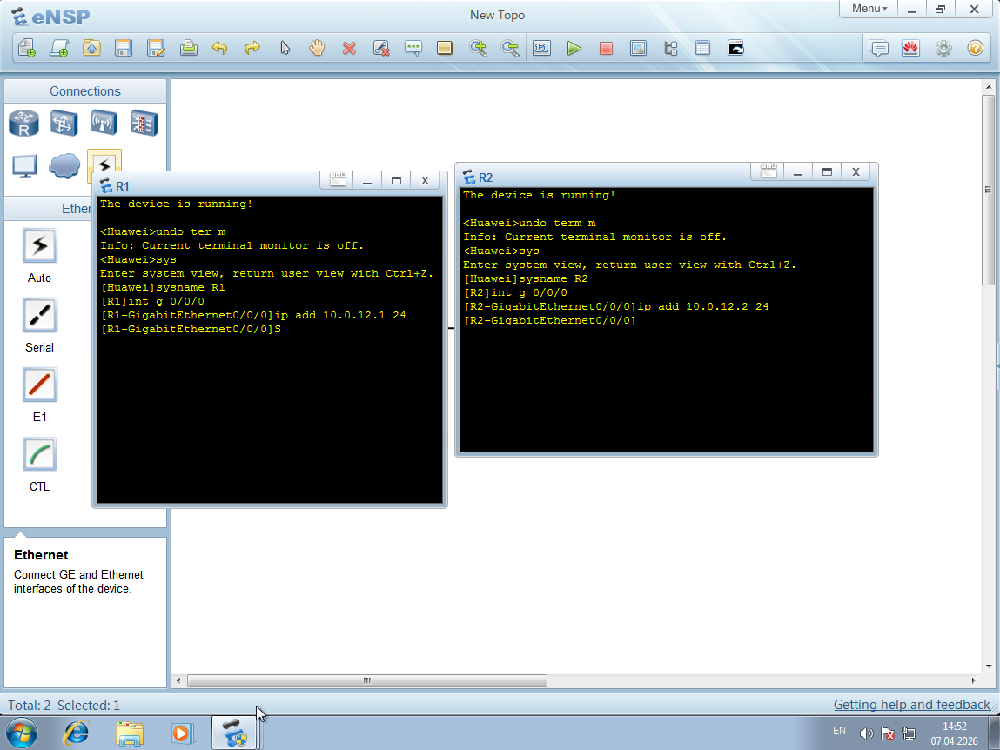 eNSP
New Topo
Menu
Connections
R
Ether
Auto
Serial
E1
CTL
Ethernet
Connect GE and Ethernet
interfaces of the device.
R1
The device is running!
<Huawei>undo ter m
Info: Current terminal monitor is off.
<Huawei>sys
Enter system view, return user view with Ctrl+Z.
[Huawei]sysname R1
[R1]int g 0/0/0
[R1-GigabitEthernet0/0/0]ip add 10.0.12.1 24
[R1-GigabitEthernet0/0/0]S
R2
The device is running!
<Huawei>undo term m
Info: Current terminal monitor is off.
<Huawei>sys
Enter system view, return user view with Ctrl+Z.
[Huawei]sysname R2
[R2]int g 0/0/0
[R2-GigabitEthernet0/0/0]ip add 10.0.12.2 24
[R2-GigabitEthernet0/0/0]
Total: 2 Selected: 1
Getting help and feedback
EN
14:52
07.04.2026